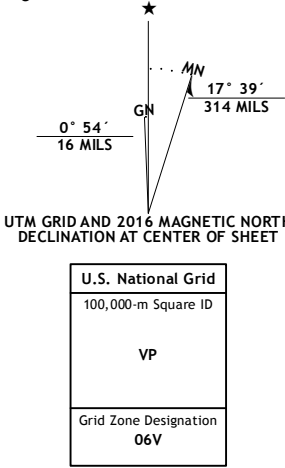 ★
MN
GN
17° 39´
314 MILS
0° 54´
16 MILS
UTM GRID AND 2016 MAGNETIC NORTH
DECLINATION AT CENTER OF SHEET
U.S. National Grid
100,000-m Square ID
VP
Grid Zone Designation
06V